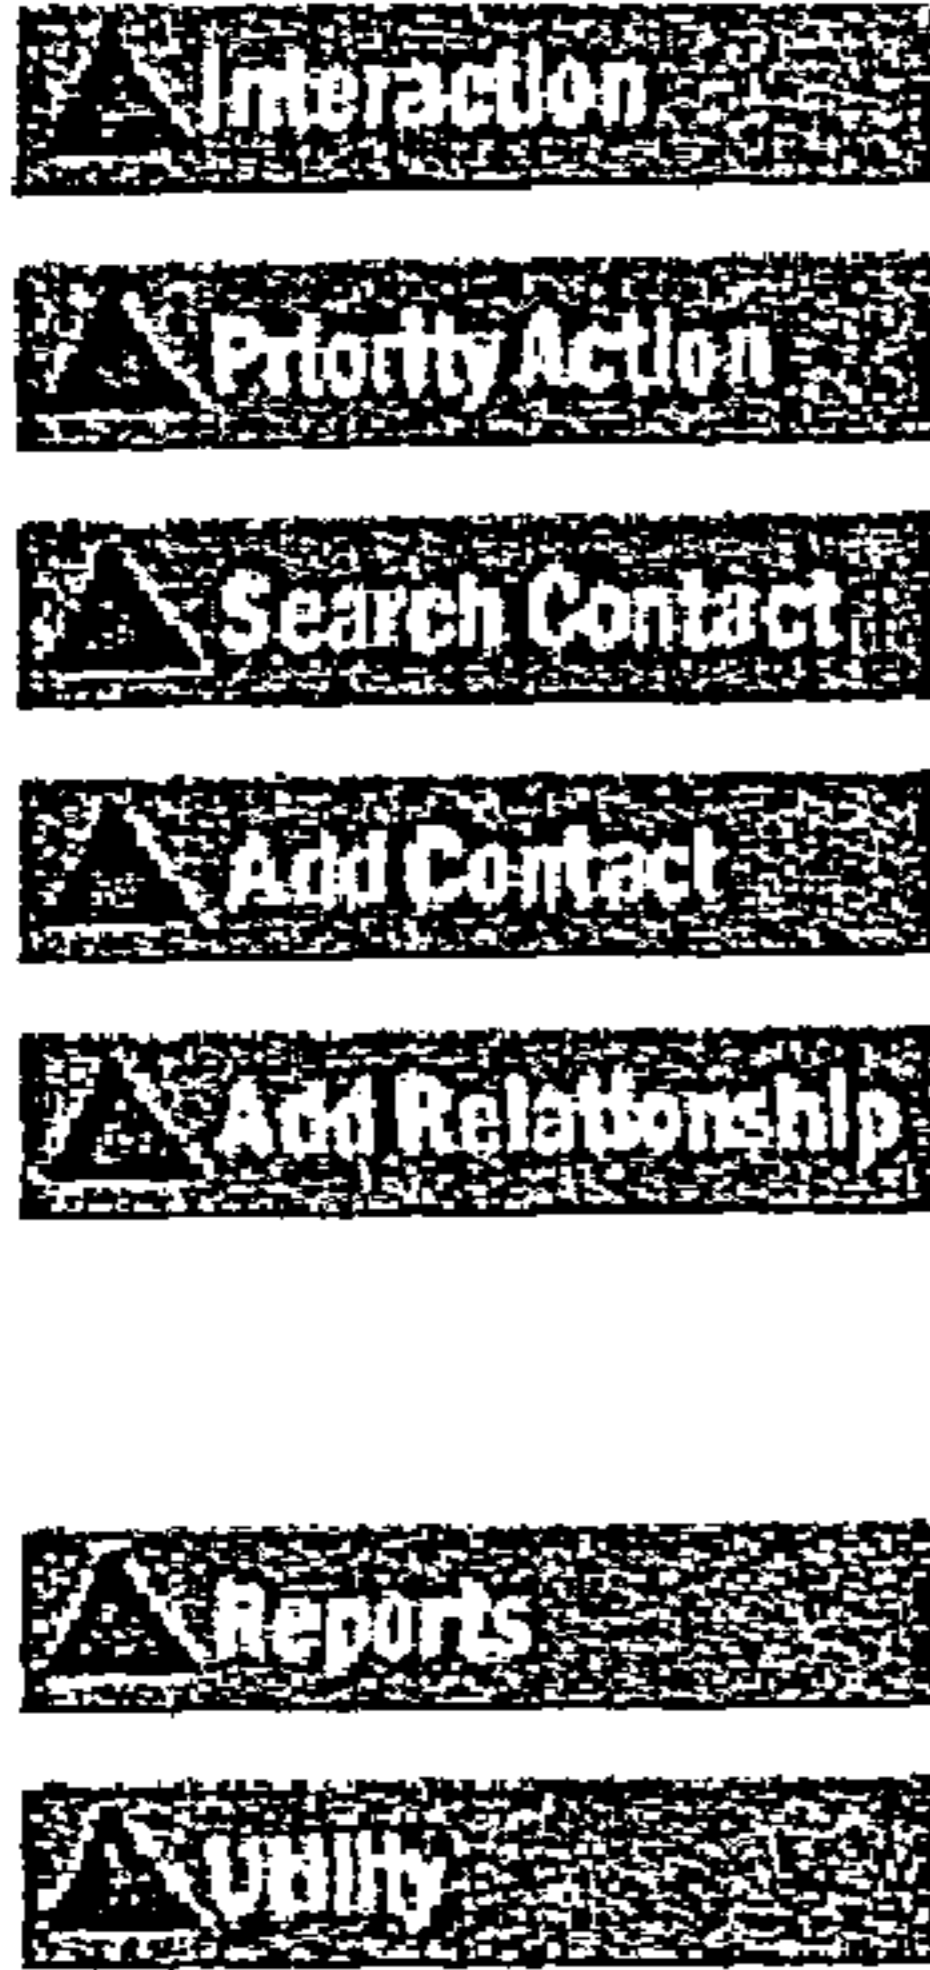 Interaction
Priority Action
Search Contact
Add Contact
Add Relationship
Reports
Utility